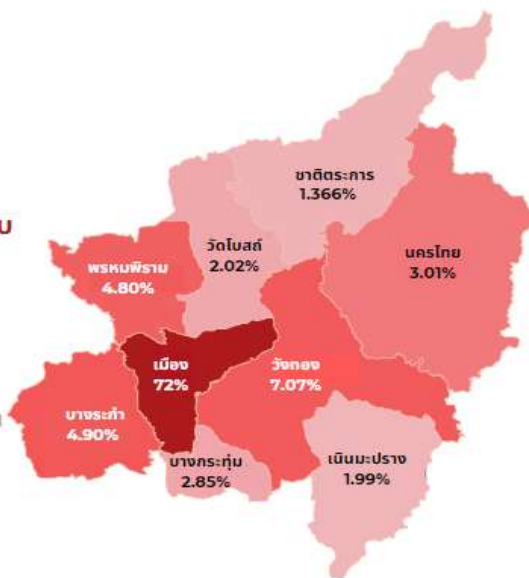 ชาติตระการ
1.366%
บ
วัดโบสถ์
2.02%
นครไทย
3.01%
พรหมพิราม
4.80%
เมือง
72%
วังทอง
7.07%
บางระกำ
4.90%
บางกระทุ่ม
2.85%
เนินมะปราง
1.99%